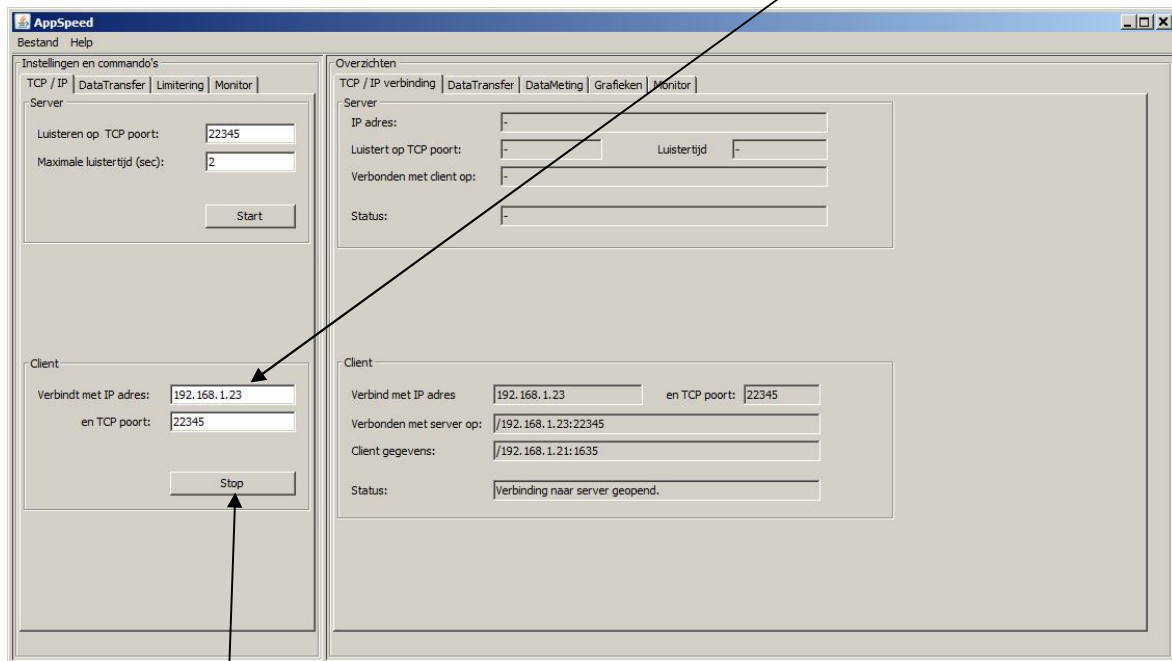 AppSpeed
Bestand Help
Instellingen en commando's
TCP / IP DataTransfer Limitering Monitor
Server
Luisteren op TCP poort: 22345
Maximale luistertijd (sec): 2
Start
Client
Verbindt met IP adres: 192.168.1.23
en TCP poort: 22345
Stop
Overzichten
TCP / IP verbinding DataTransfer DataMeting Grafieken Monitor
Server
IP adres: -
Luistert op TCP poort: - Luistertijd -
Verbonden met client op: -
Status: -
Client
Verbind met IP adres 192.168.1.23 en TCP poort: 22345
Verbonden met server op: /192.168.1.23:22345
Client gegevens: /192.168.1.21:1635
Status: Verbinding naar server geopend.